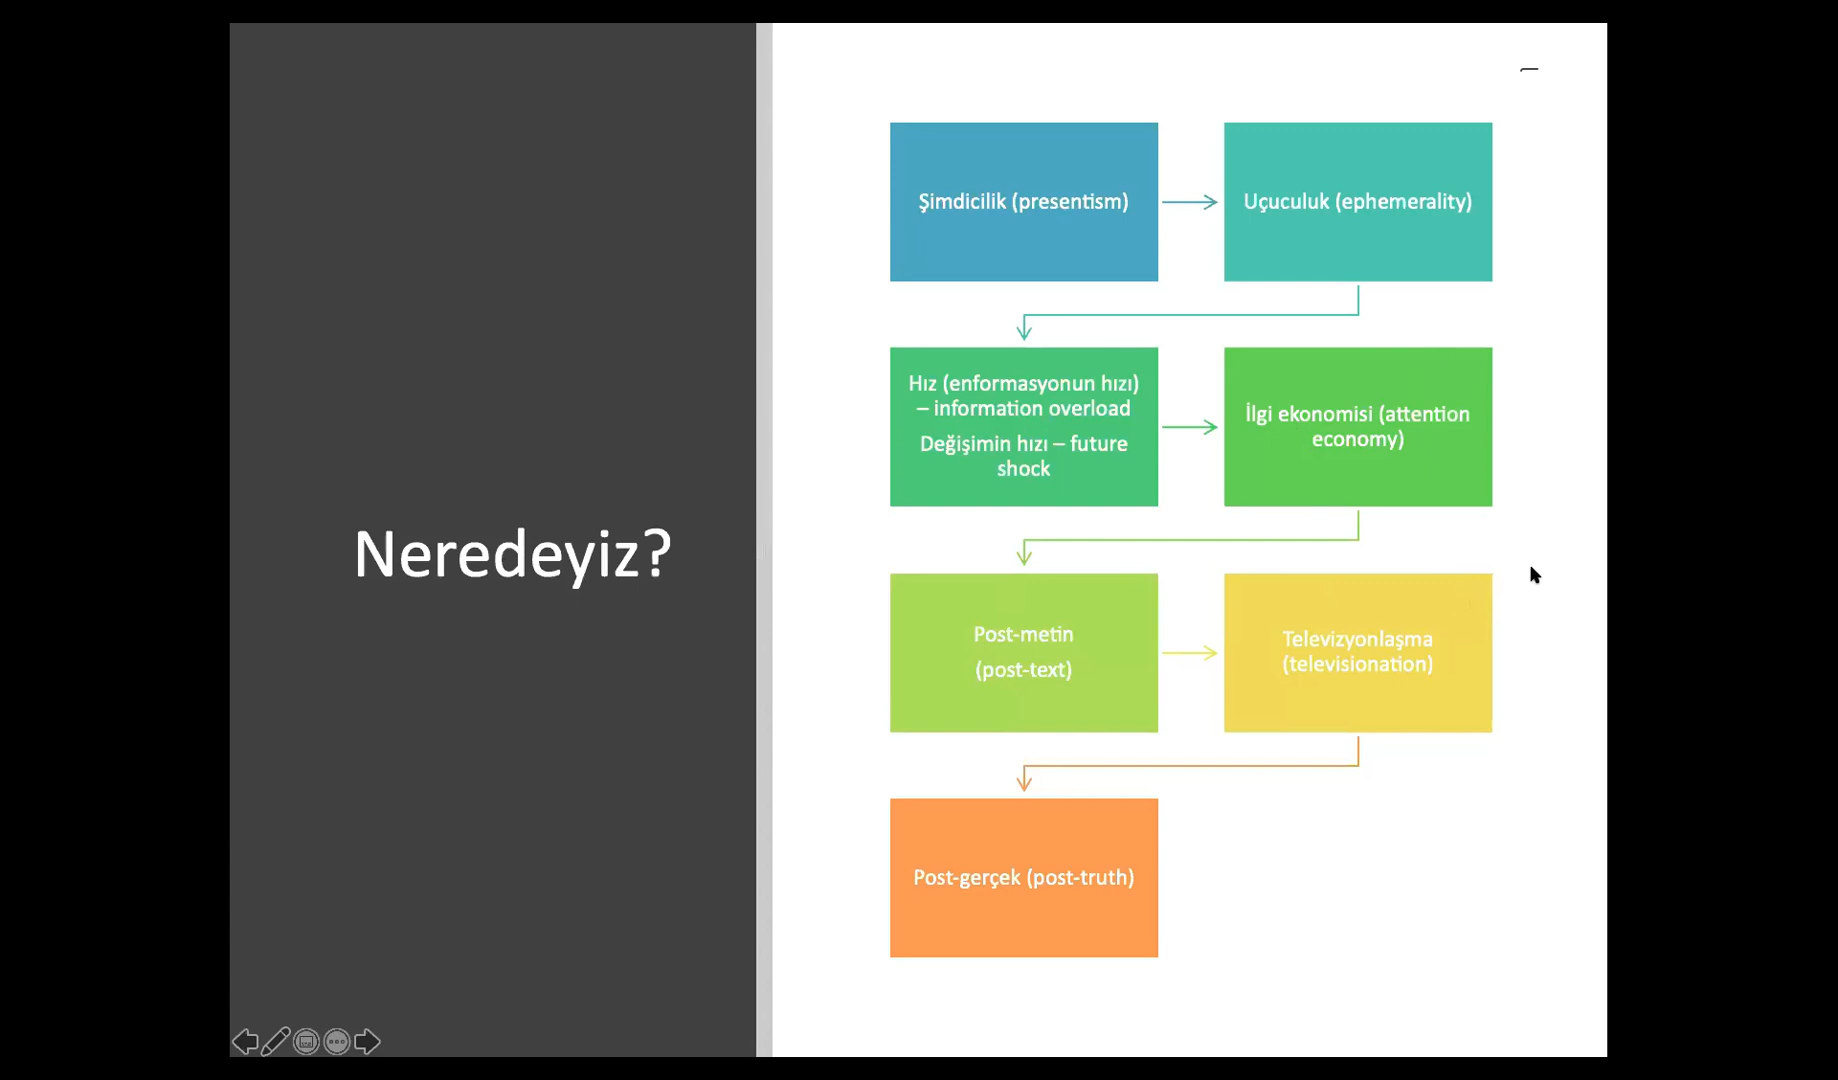 Neredeyiz?
Şimdicilik (presentism)
Uçuculuk (ephemerality)
Hız (enformasyonun hızı)
– information overload
Değişimin hızı – future
shock
İlgi ekonomisi (attention
economy)
Post-metin
(post-text)
Televizyonlaşma
(televisionation)
Post-gerçek (post-truth)